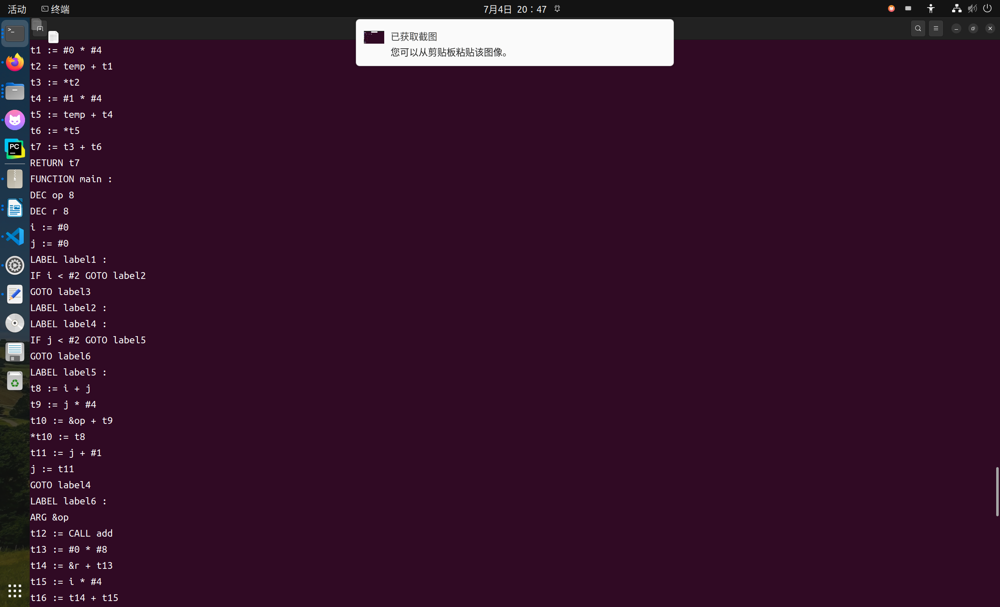 活动 终端 7月4日 20：47
已获取截图
您可以从剪贴板粘贴该图像。
t1 := #0 * #4
t2 := temp + t1
t3 := *t2
t4 := #1 * #4
t5 := temp + t4
t6 := *t5
t7 := t3 + t6
RETURN t7
FUNCTION main :
DEC op 8
DEC r 8
i := #0
j := #0
LABEL label1 :
IF i < #2 GOTO label2
GOTO label3
LABEL label2 :
LABEL label4 :
IF j < #2 GOTO label5
GOTO label6
LABEL label5 :
t8 := i + j
t9 := j * #4
t10 := &op + t9
*t10 := t8
t11 := j + #1
j := t11
GOTO label4
LABEL label6 :
ARG &op
t12 := CALL add
t13 := #0 * #8
t14 := &r + t13
t15 := i * #4
t16 := t14 + t15
PC